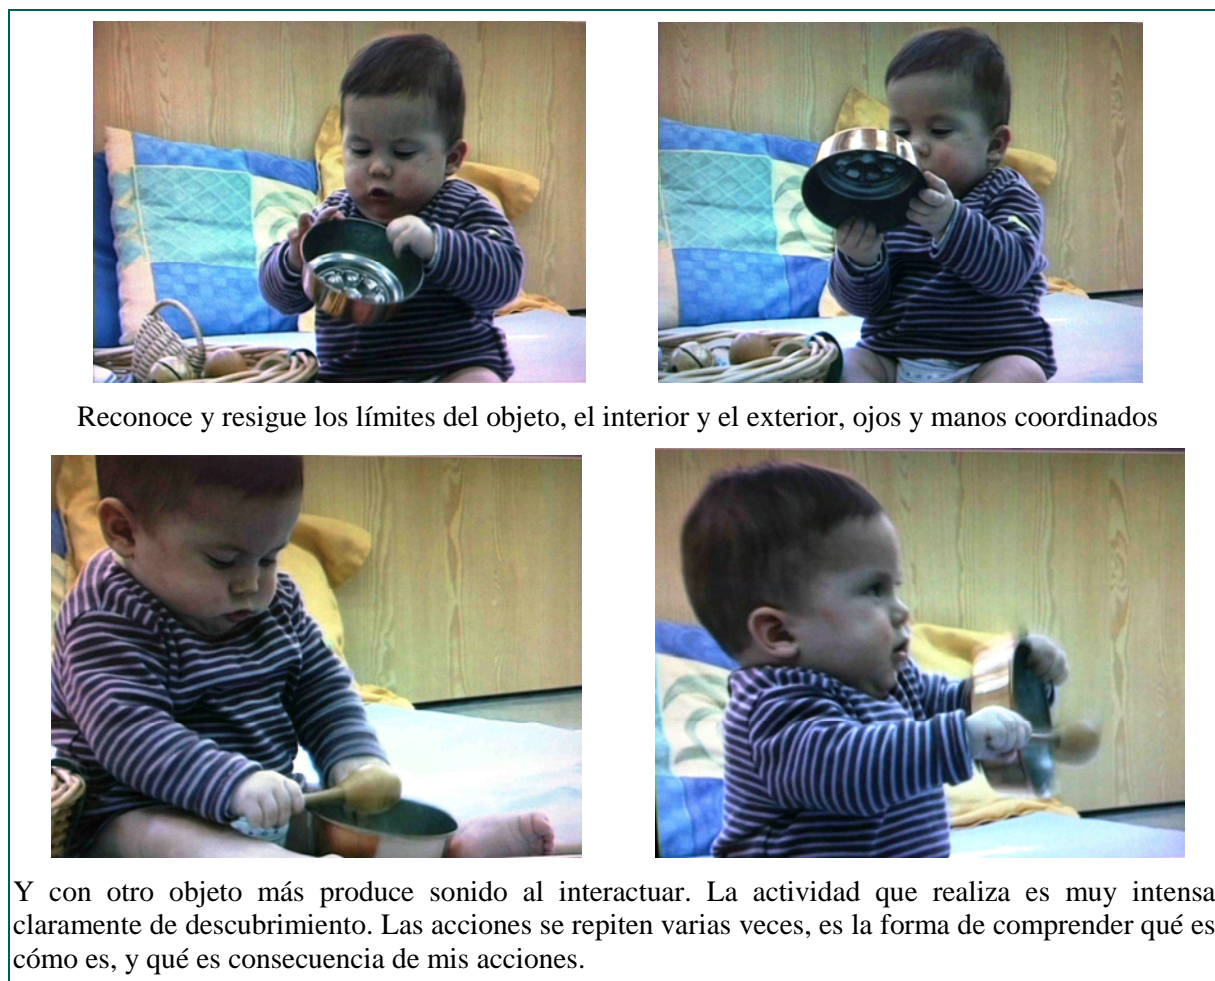 Reconoce y resigue los límites del objeto, el interior y el exterior, ojos y manos coordinados
Y con otro objeto más produce sonido al interactuar. La actividad que realiza es muy intensa
claramente de descubrimiento. Las acciones se repiten varias veces, es la forma de comprender qué es
cómo es, y qué es consecuencia de mis acciones.